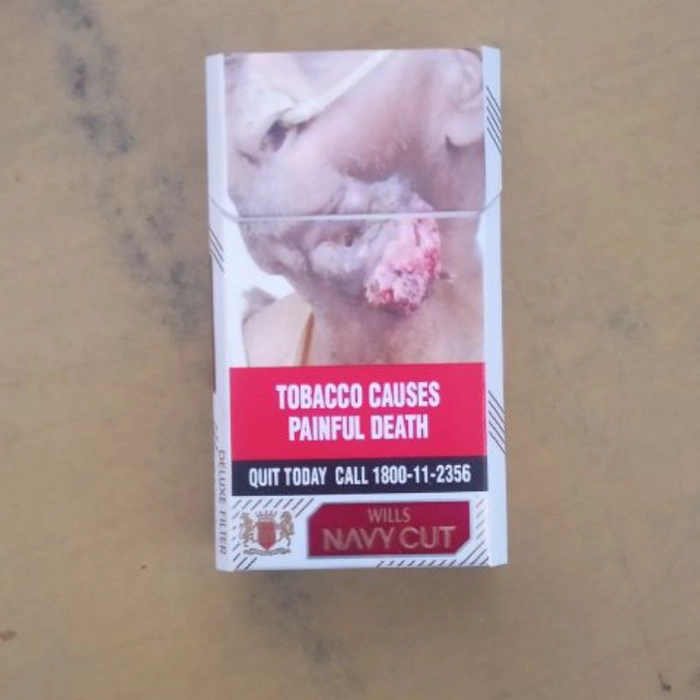 TOBACCO CAUSES
PAINFUL DEATH
QUIT TODAY CALL 1800-11-2356
WILLS
NAVY CUT
DELUXE FILTER